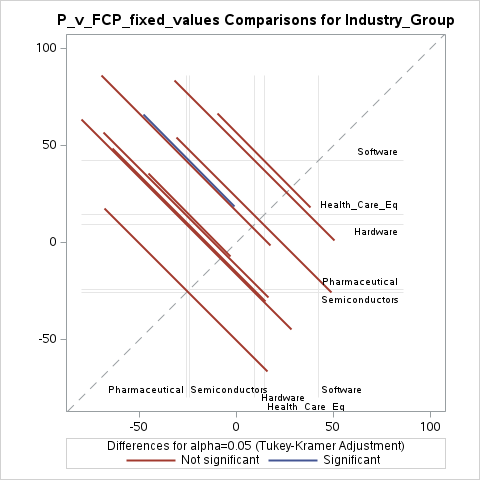 P_v_FCP_fixed_values Comparisons for Industry_Group
100
50
0
-50
Software
Health_Care_Eq
Hardware
Pharmaceutical
Semiconductors
Pharmaceutical Semiconductors Software
Hardware
Health_Care_Eq
-50 0 50 100
Differences for alpha=0.05 (Tukey-Kramer Adjustment)
Not significant Significant